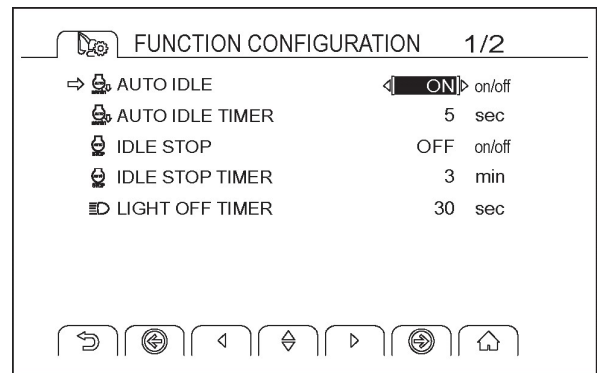 FUNCTION CONFIGURATION 1/2
AUTO IDLE ON on/off
AUTO IDLE TIMER 5 sec
IDLE STOP OFF on/off
IDLE STOP TIMER 3 min
LIGHT OFF TIMER 30 sec